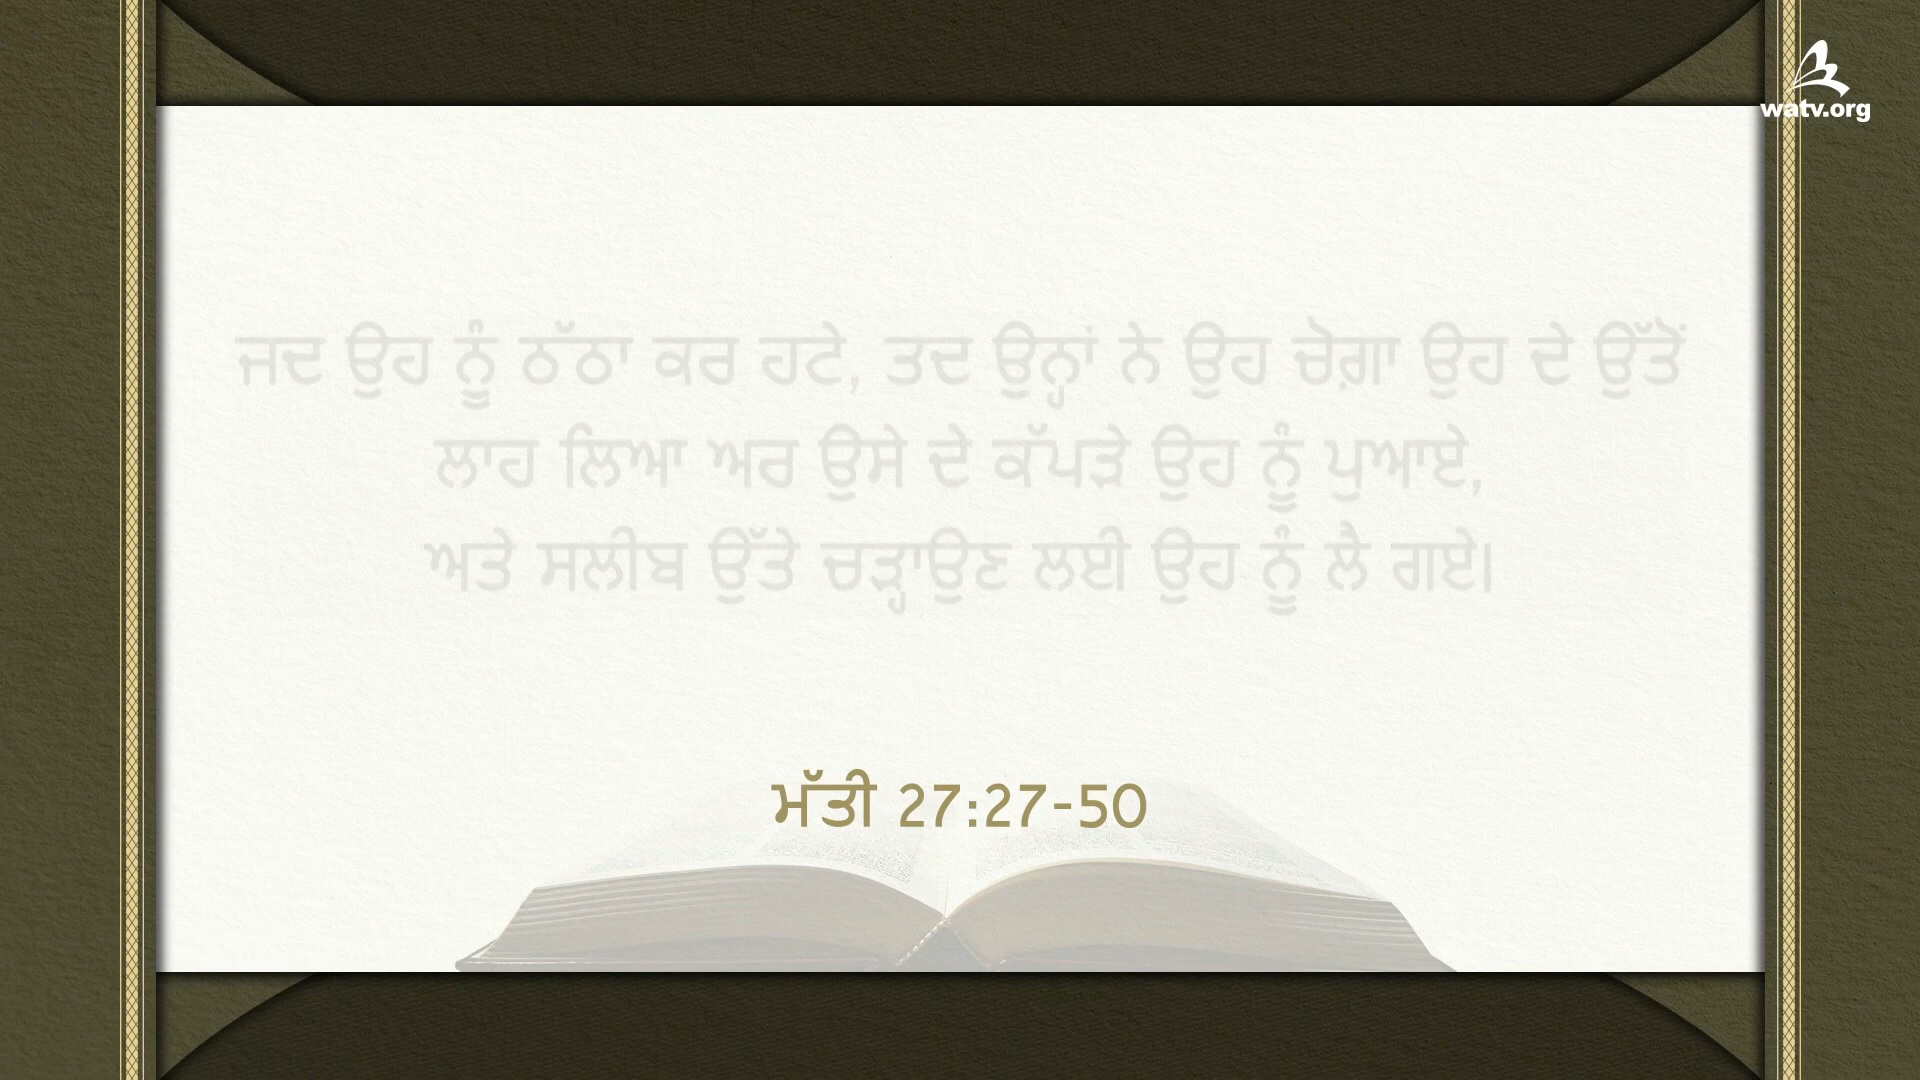 watv.org
ਜਦ ਉਹ ਨੂੰ ਠੱਠਾ ਕਰ ਹਟੇ, ਤਦ ਉਨ੍ਹਾਂ ਨੇ ਉਹ ਚੋਗ਼ਾ ਉਹ ਦੇ ਉੱਤੋਂ
ਲਾਹ ਲਿਆ ਅਰ ਉਸੇ ਦੇ ਕੱਪੜੇ ਉਹ ਨੂੰ ਪੁਆਏ,
ਅਤੇ ਸਲੀਬ ਉੱਤੇ ਚੜ੍ਹਾਉਣ ਲਈ ਉਹ ਨੂੰ ਲੈ ਗਏ।
ਮੱਤੀ 27:27-50